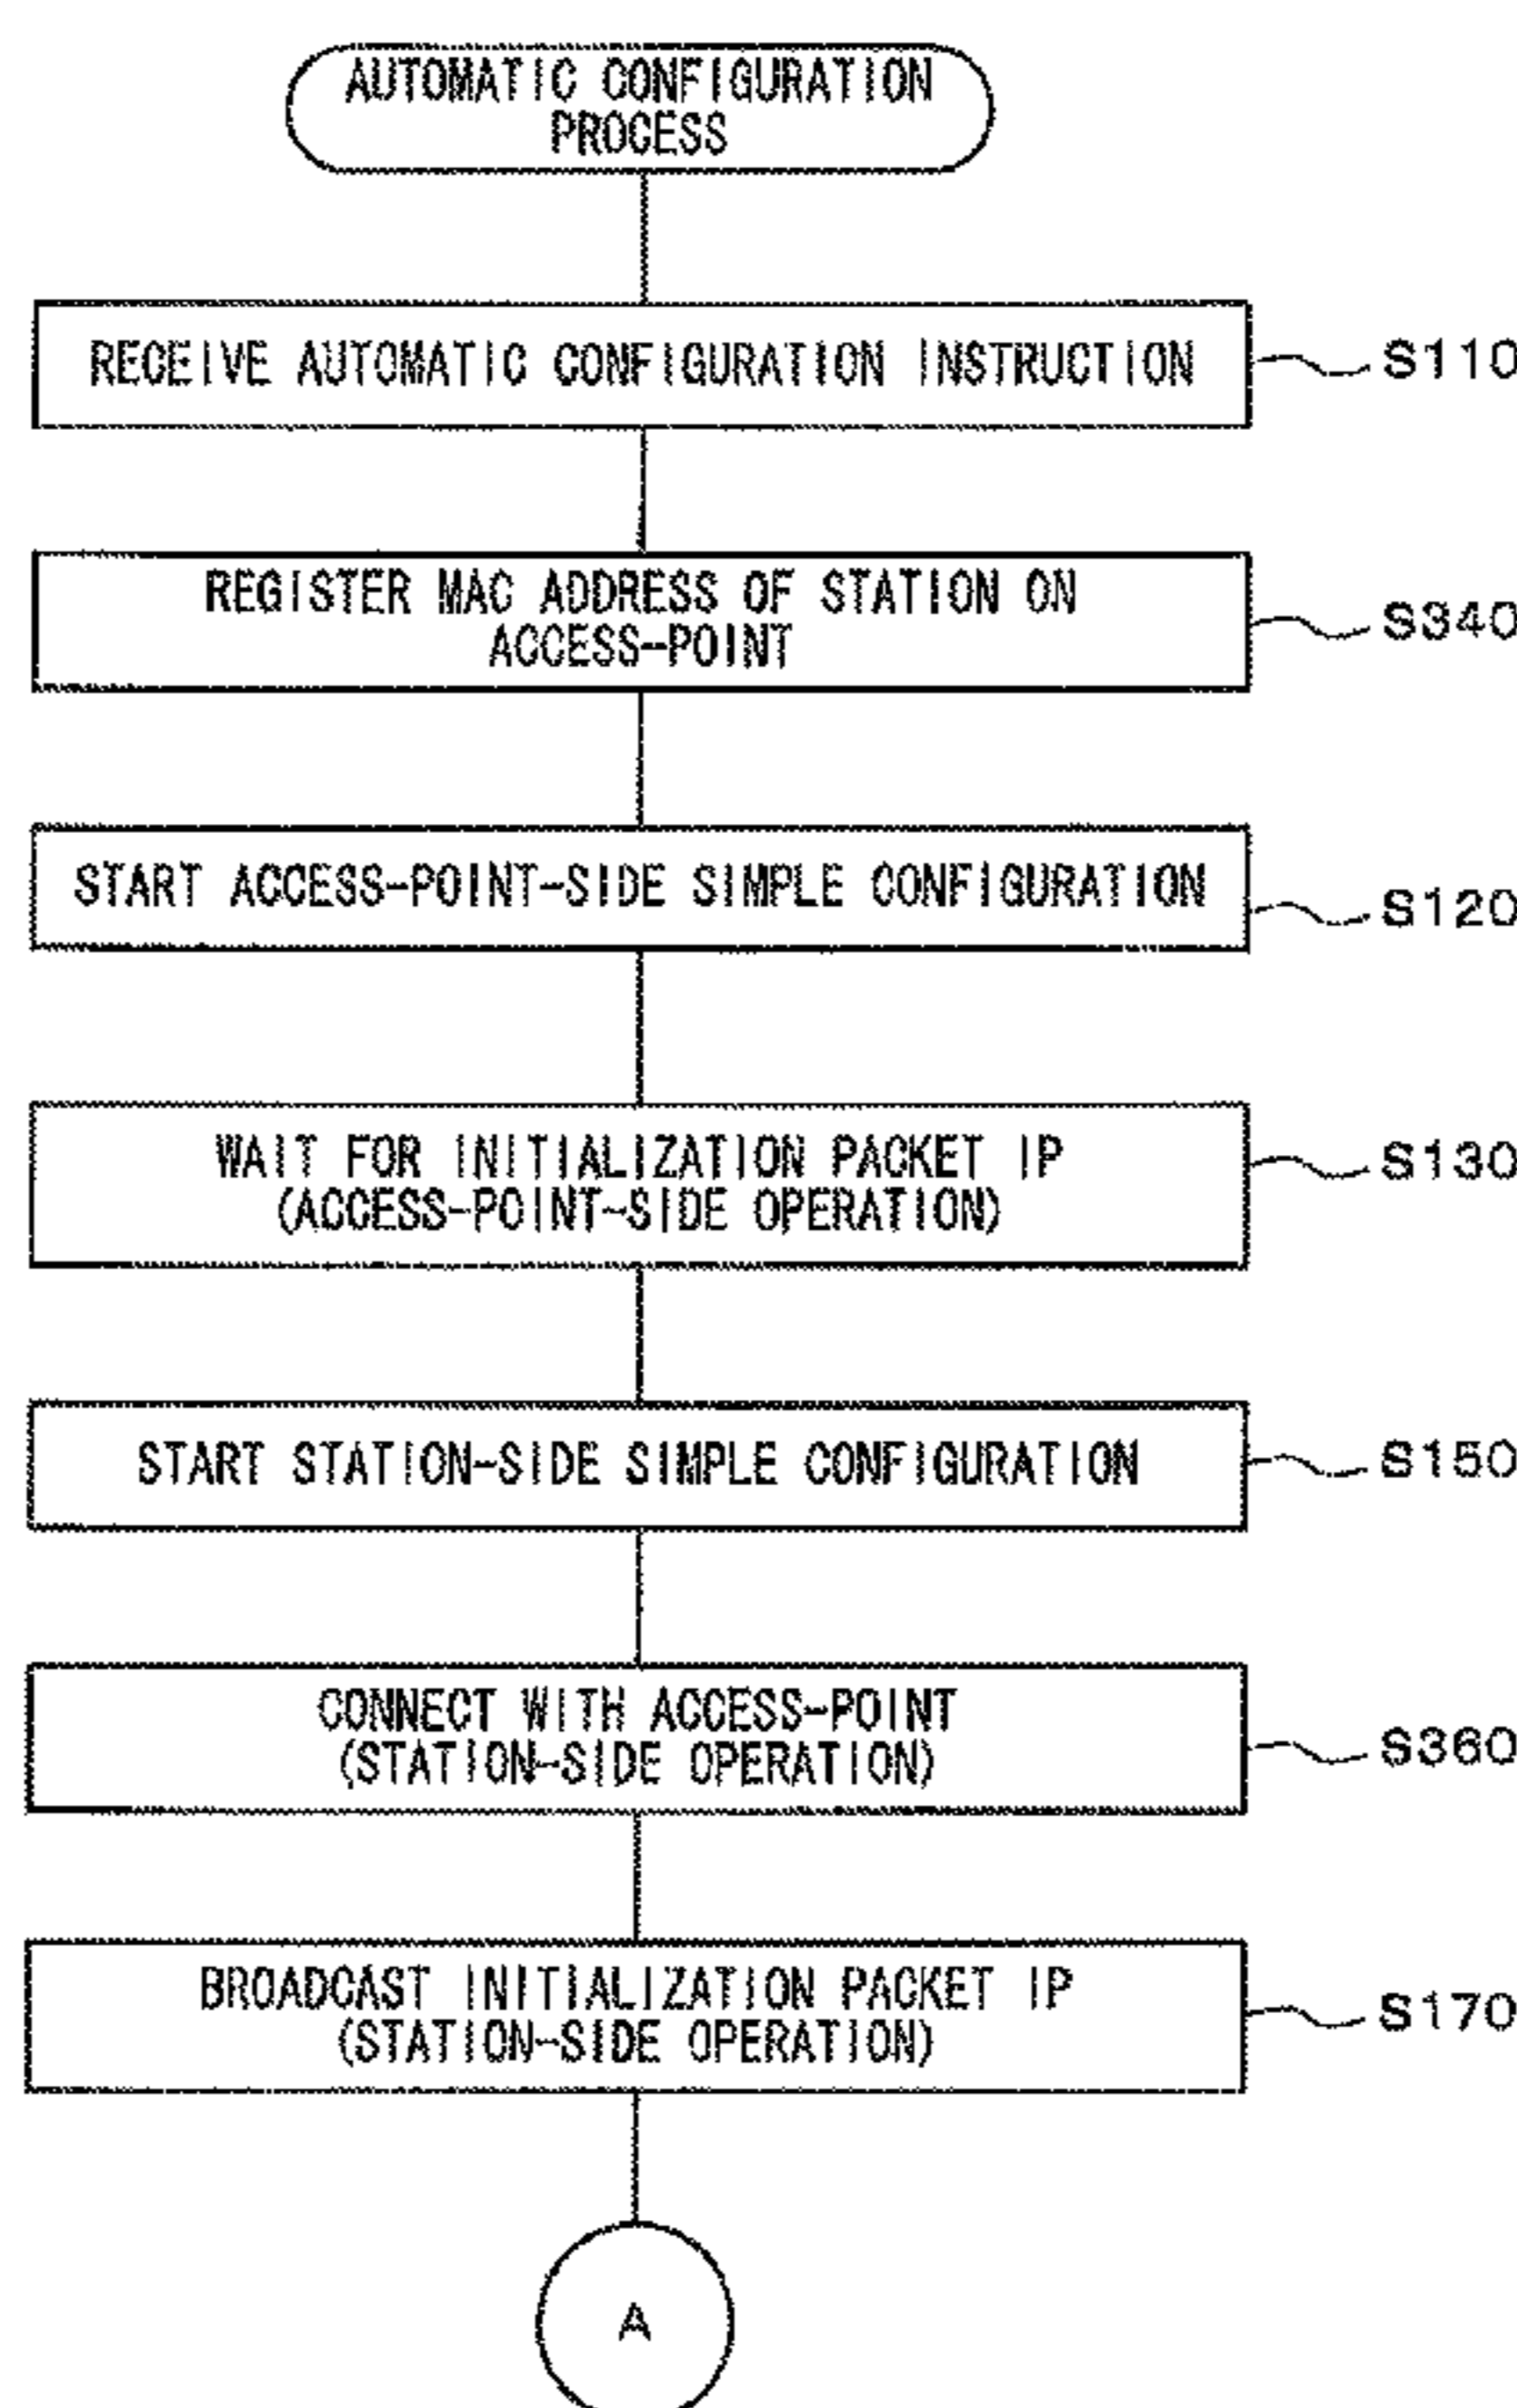 AUTOMATIC CONFIGURATION
PROCESS
RECEIVE AUTOMATIC CONFIGURATION INSTRUCTION
S110
REGISTER MAC ADDRESS OF STATION ON
ACCESS-POINT
S340
START ACCESS-POINT-SIDE SIMPLE CONFIGURATION
S120
WAIT FOR INITIALIZATION PACKET IP
(ACCESS-POINT-SIDE OPERATION)
S130
START STATION-SIDE SIMPLE CONFIGURATION
S150
CONNECT WITH ACCESS-POINT
(STATION-SIDE OPERATION)
S360
BROADCAST INITIALIZATION PACKET IP
(STATION-SIDE OPERATION)
S170
A